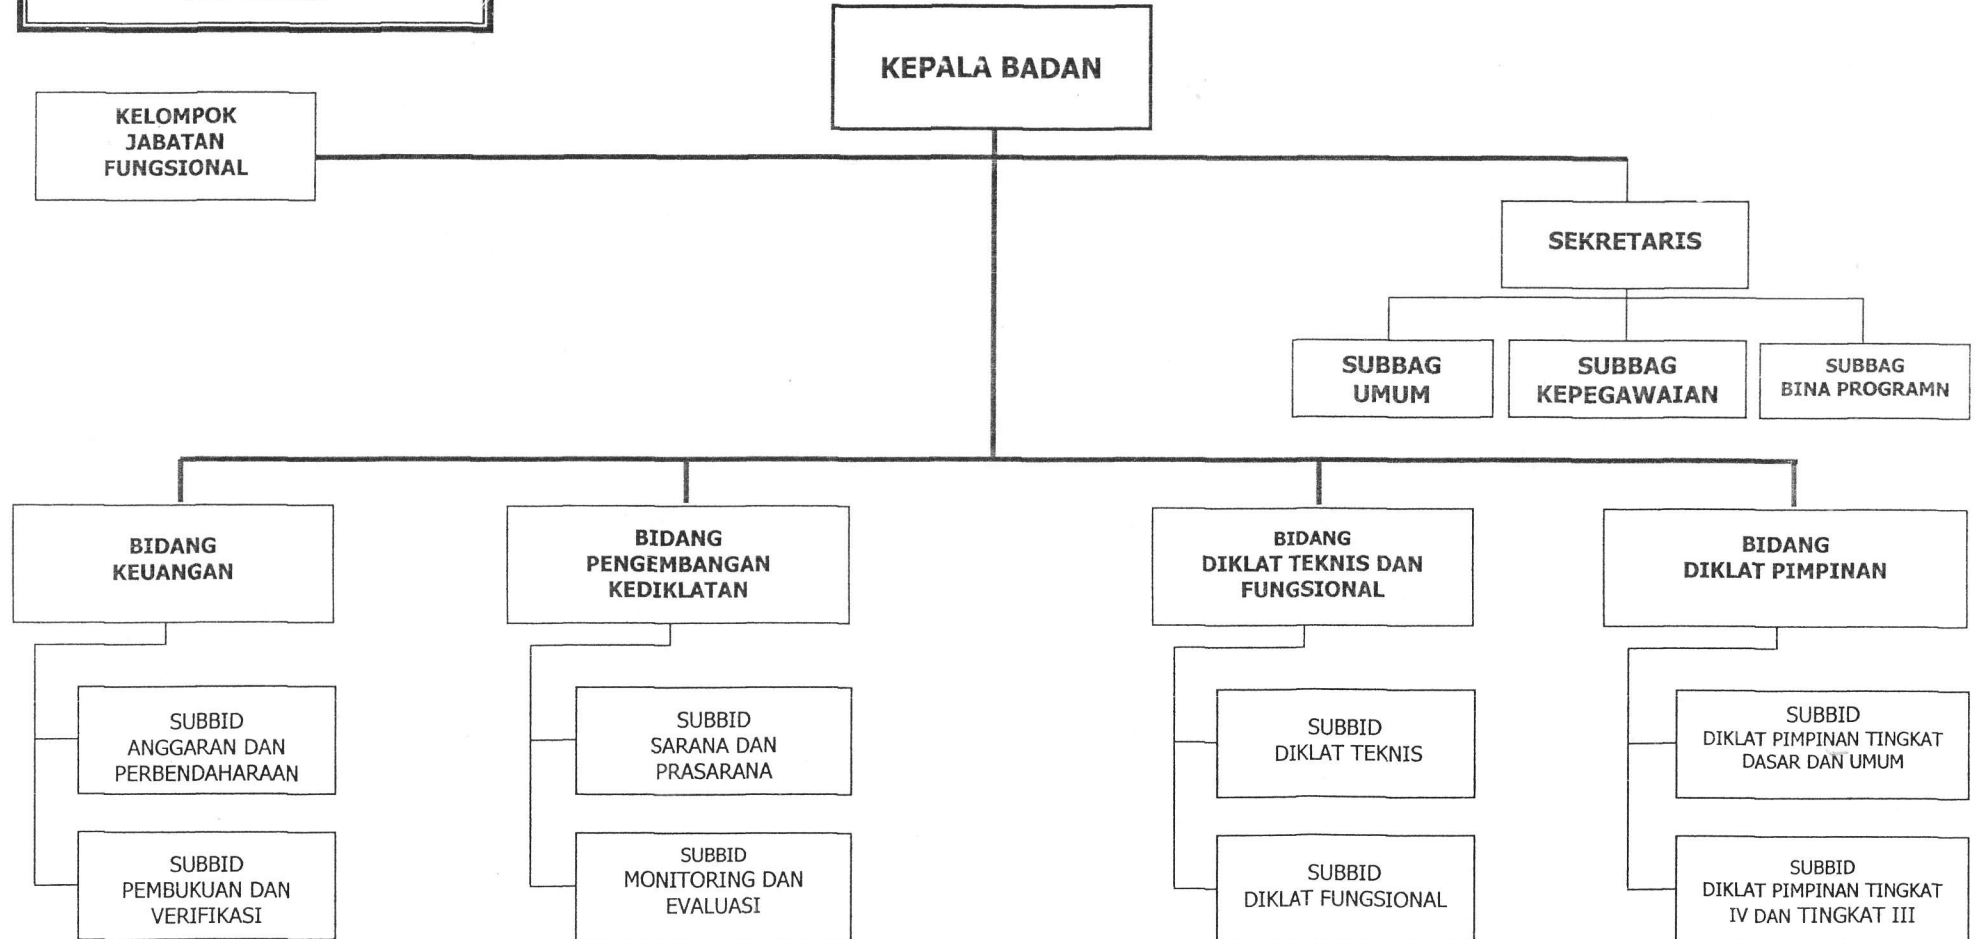 KEPALA BADAN
KELOMPOK
JABATAN
FUNGSIONAL
SEKRETARIS
SUBBAG
UMUM
SUBBAG
KEPEGAWAIAN
SUBBAG
BINA PROGRAMN
BIDANG
KEUANGAN
BIDANG
PENGEMBANGAN
KEDIKLATAN
BIDANG
DIKLAT TEKNIS DAN
FUNGSIONAL
BIDANG
DIKLAT PIMPINAN
SUBBID
ANGGARAN DAN
PERBENDAHARAAN
SUBBID
SARANA DAN
PRASARANA
SUBBID
DIKLAT TEKNIS
SUBBID
DIKLAT PIMPINAN TINGKAT
DASAR DAN UMUM
SUBBID
PEMBUKUAN DAN
VERIFIKASI
SUBBID
MONITORING DAN
EVALUASI
SUBBID
DIKLAT FUNGSIONAL
SUBBID
DIKLAT PIMPINAN TINGKAT
IV DAN TINGKAT III